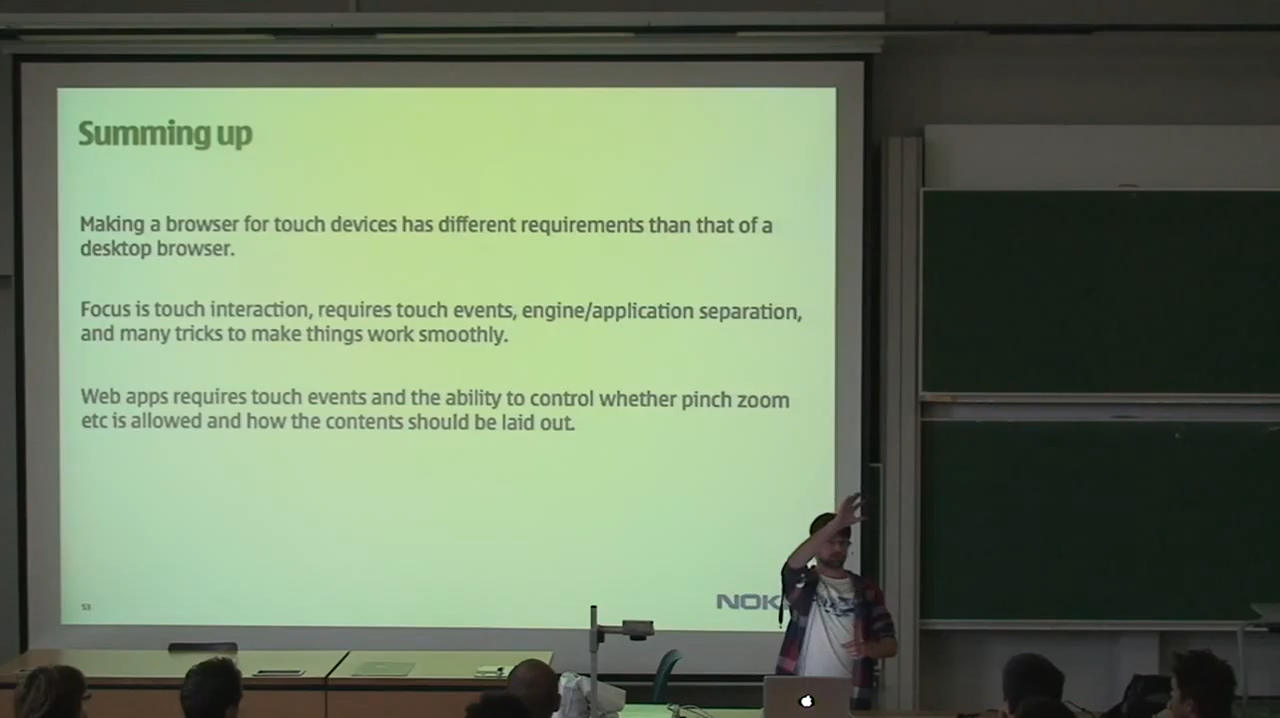 Summing up
Making a browser for touch devices has different requirements than that of a
desktop browser.
Focus is touch interaction, requires touch events, engine/application separation,
and many tricks to make things work smoothly.
Web apps requires touch events and the ability to control whether pinch zoom
etc is allowed and how the contents should be laid out.
53
NOK